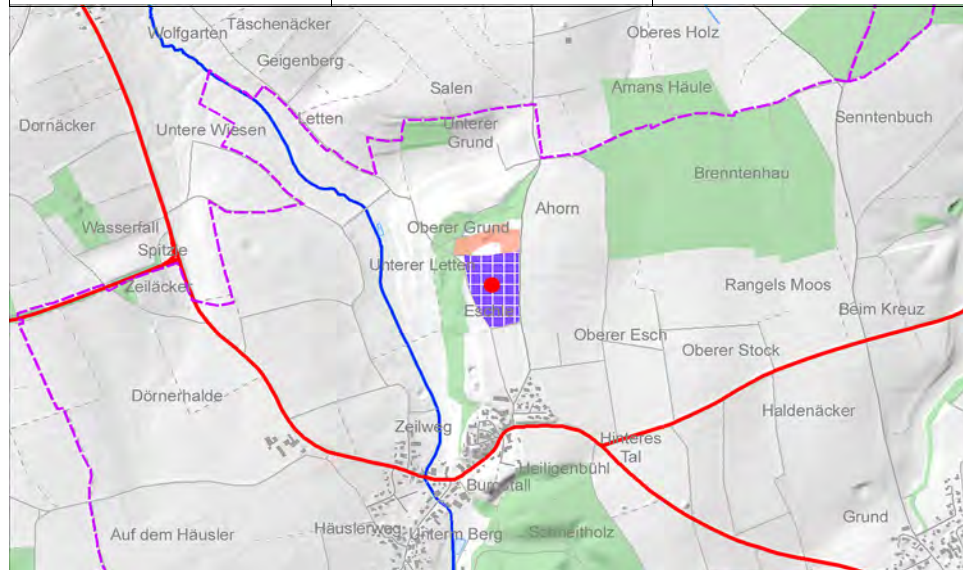 Täschenäcker
Wolfgarten
Oberes Holz
Geigenberg
Salen
Amans Häule
Letten
Dornäcker
Untere Wiesen
Unterer
Grund
Senntenbuch
Brenntenhau
Ahorn
Wasserfall
Oberer Grund
Spitzle
Unterer Letten
Zeiläcker
Rangels Moos
Beim Kreuz
Oberer Esch
Oberer Stock
Dörnerhalde
Haldenäcker
Zeilweg
Hinteres
Tal
Heiligenbühl
Burgstall
Grund
Auf dem Häusler
Häuslerweg
Unterm Berg
Schneitholz